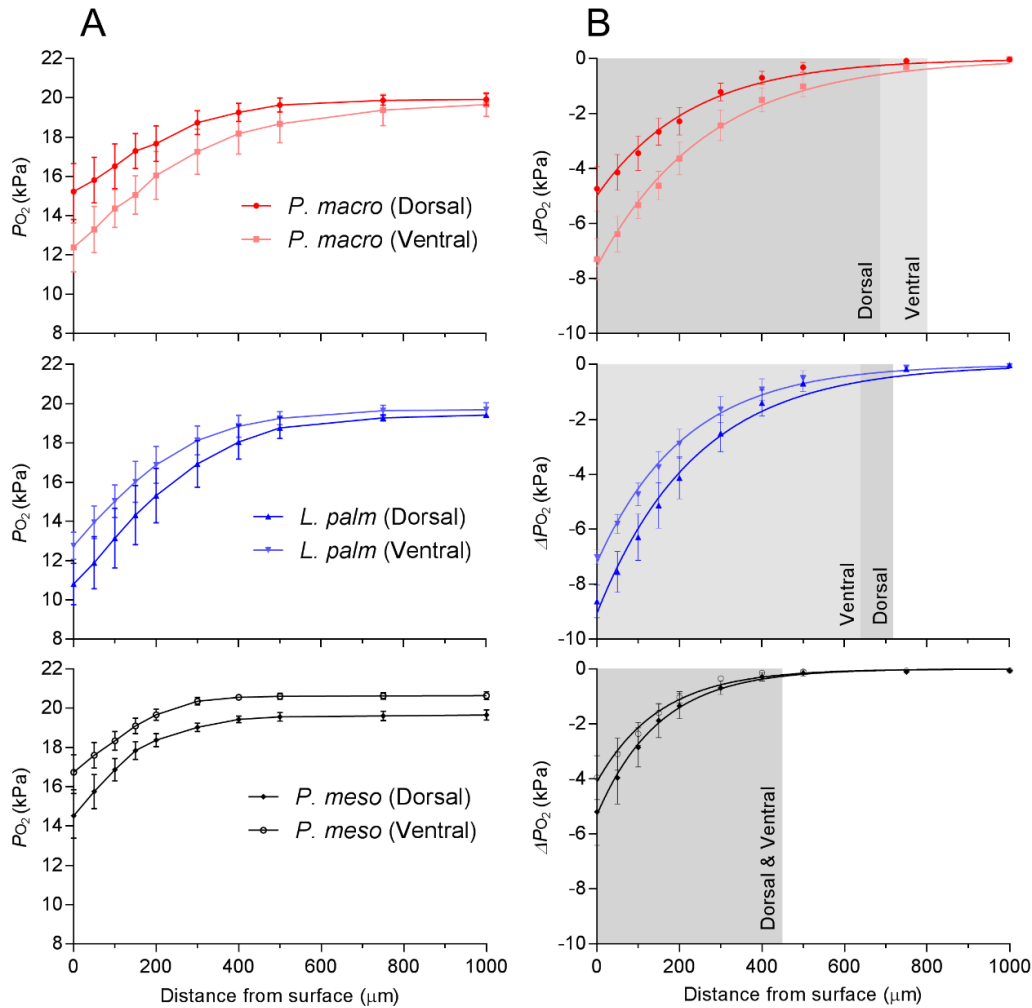 A
B
22
20
18
16
14
12
10
8
PO2 (kPa)
P. macro (Dorsal)
P. macro (Ventral)
0
-2
-4
-6
-8
-10
ΔPO2 (kPa)
Dorsal
Ventral
22
20
18
16
14
12
10
8
PO2 (kPa)
L. palm (Dorsal)
L. palm (Ventral)
0
-2
-4
-6
-8
-10
ΔPO2 (kPa)
Ventral
Dorsal
22
20
18
16
14
12
10
8
PO2 (kPa)
P. meso (Dorsal)
P. meso (Ventral)
0 200 400 600 800 1000
Distance from surface (μm)
0
-2
-4
-6
-8
-10
ΔPO2 (kPa)
Dorsal & Ventral
0 200 400 600 800 1000
Distance from surface (μm)